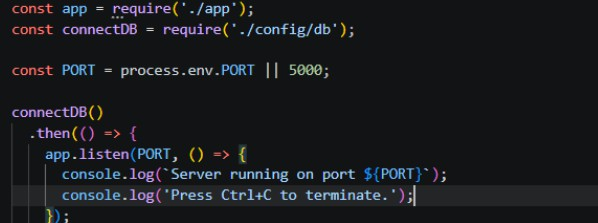 const app = require('./app');
const connectDB = require('./config/db');
const PORT = process.env.PORT || 5000;
connectDB()
.then(() => {
app.listen(PORT, () => {
console.log(`Server running on port ${PORT}`);
console.log('Press Ctrl+C to terminate.');
});